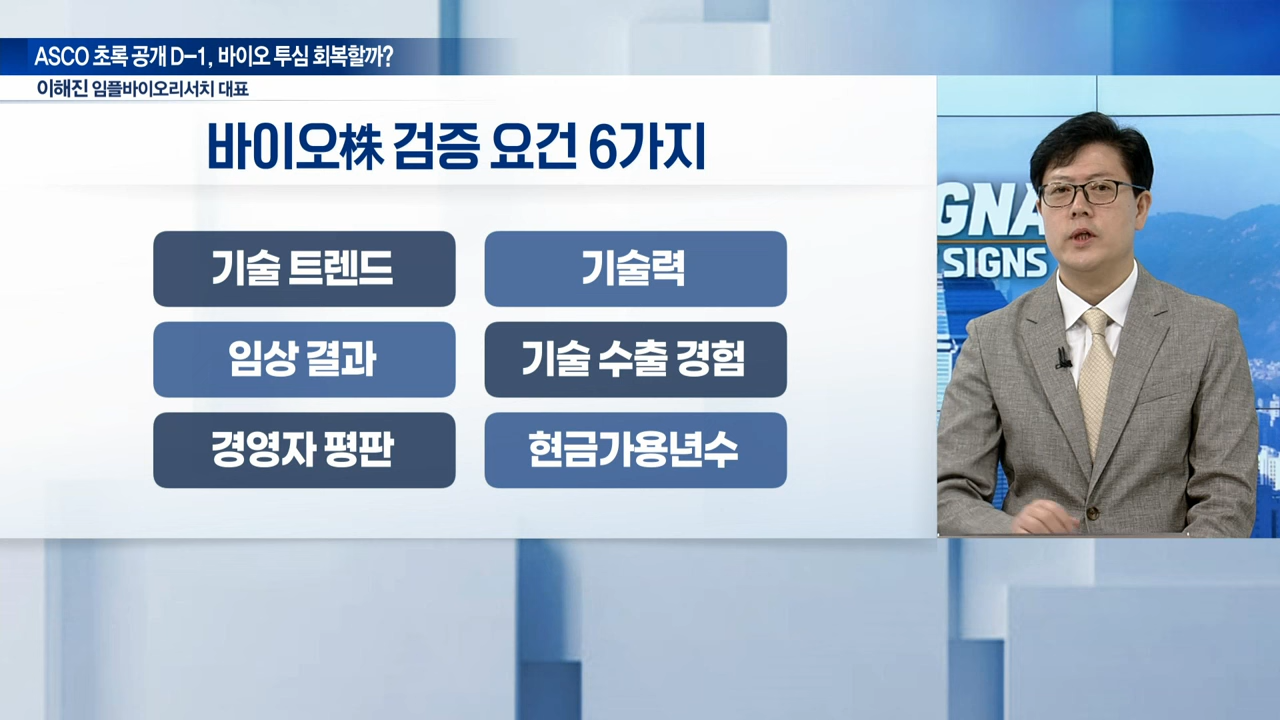 ASCO 초록 공개 D-1, 바이오 투심 회복할까?
이해진 임플바이오리서치 대표
바이오株 검증 요건 6가지
기술 트렌드
기술력
임상 결과
기술 수출 경험
경영자 평판
현금가용년수
GNA
SIGNS